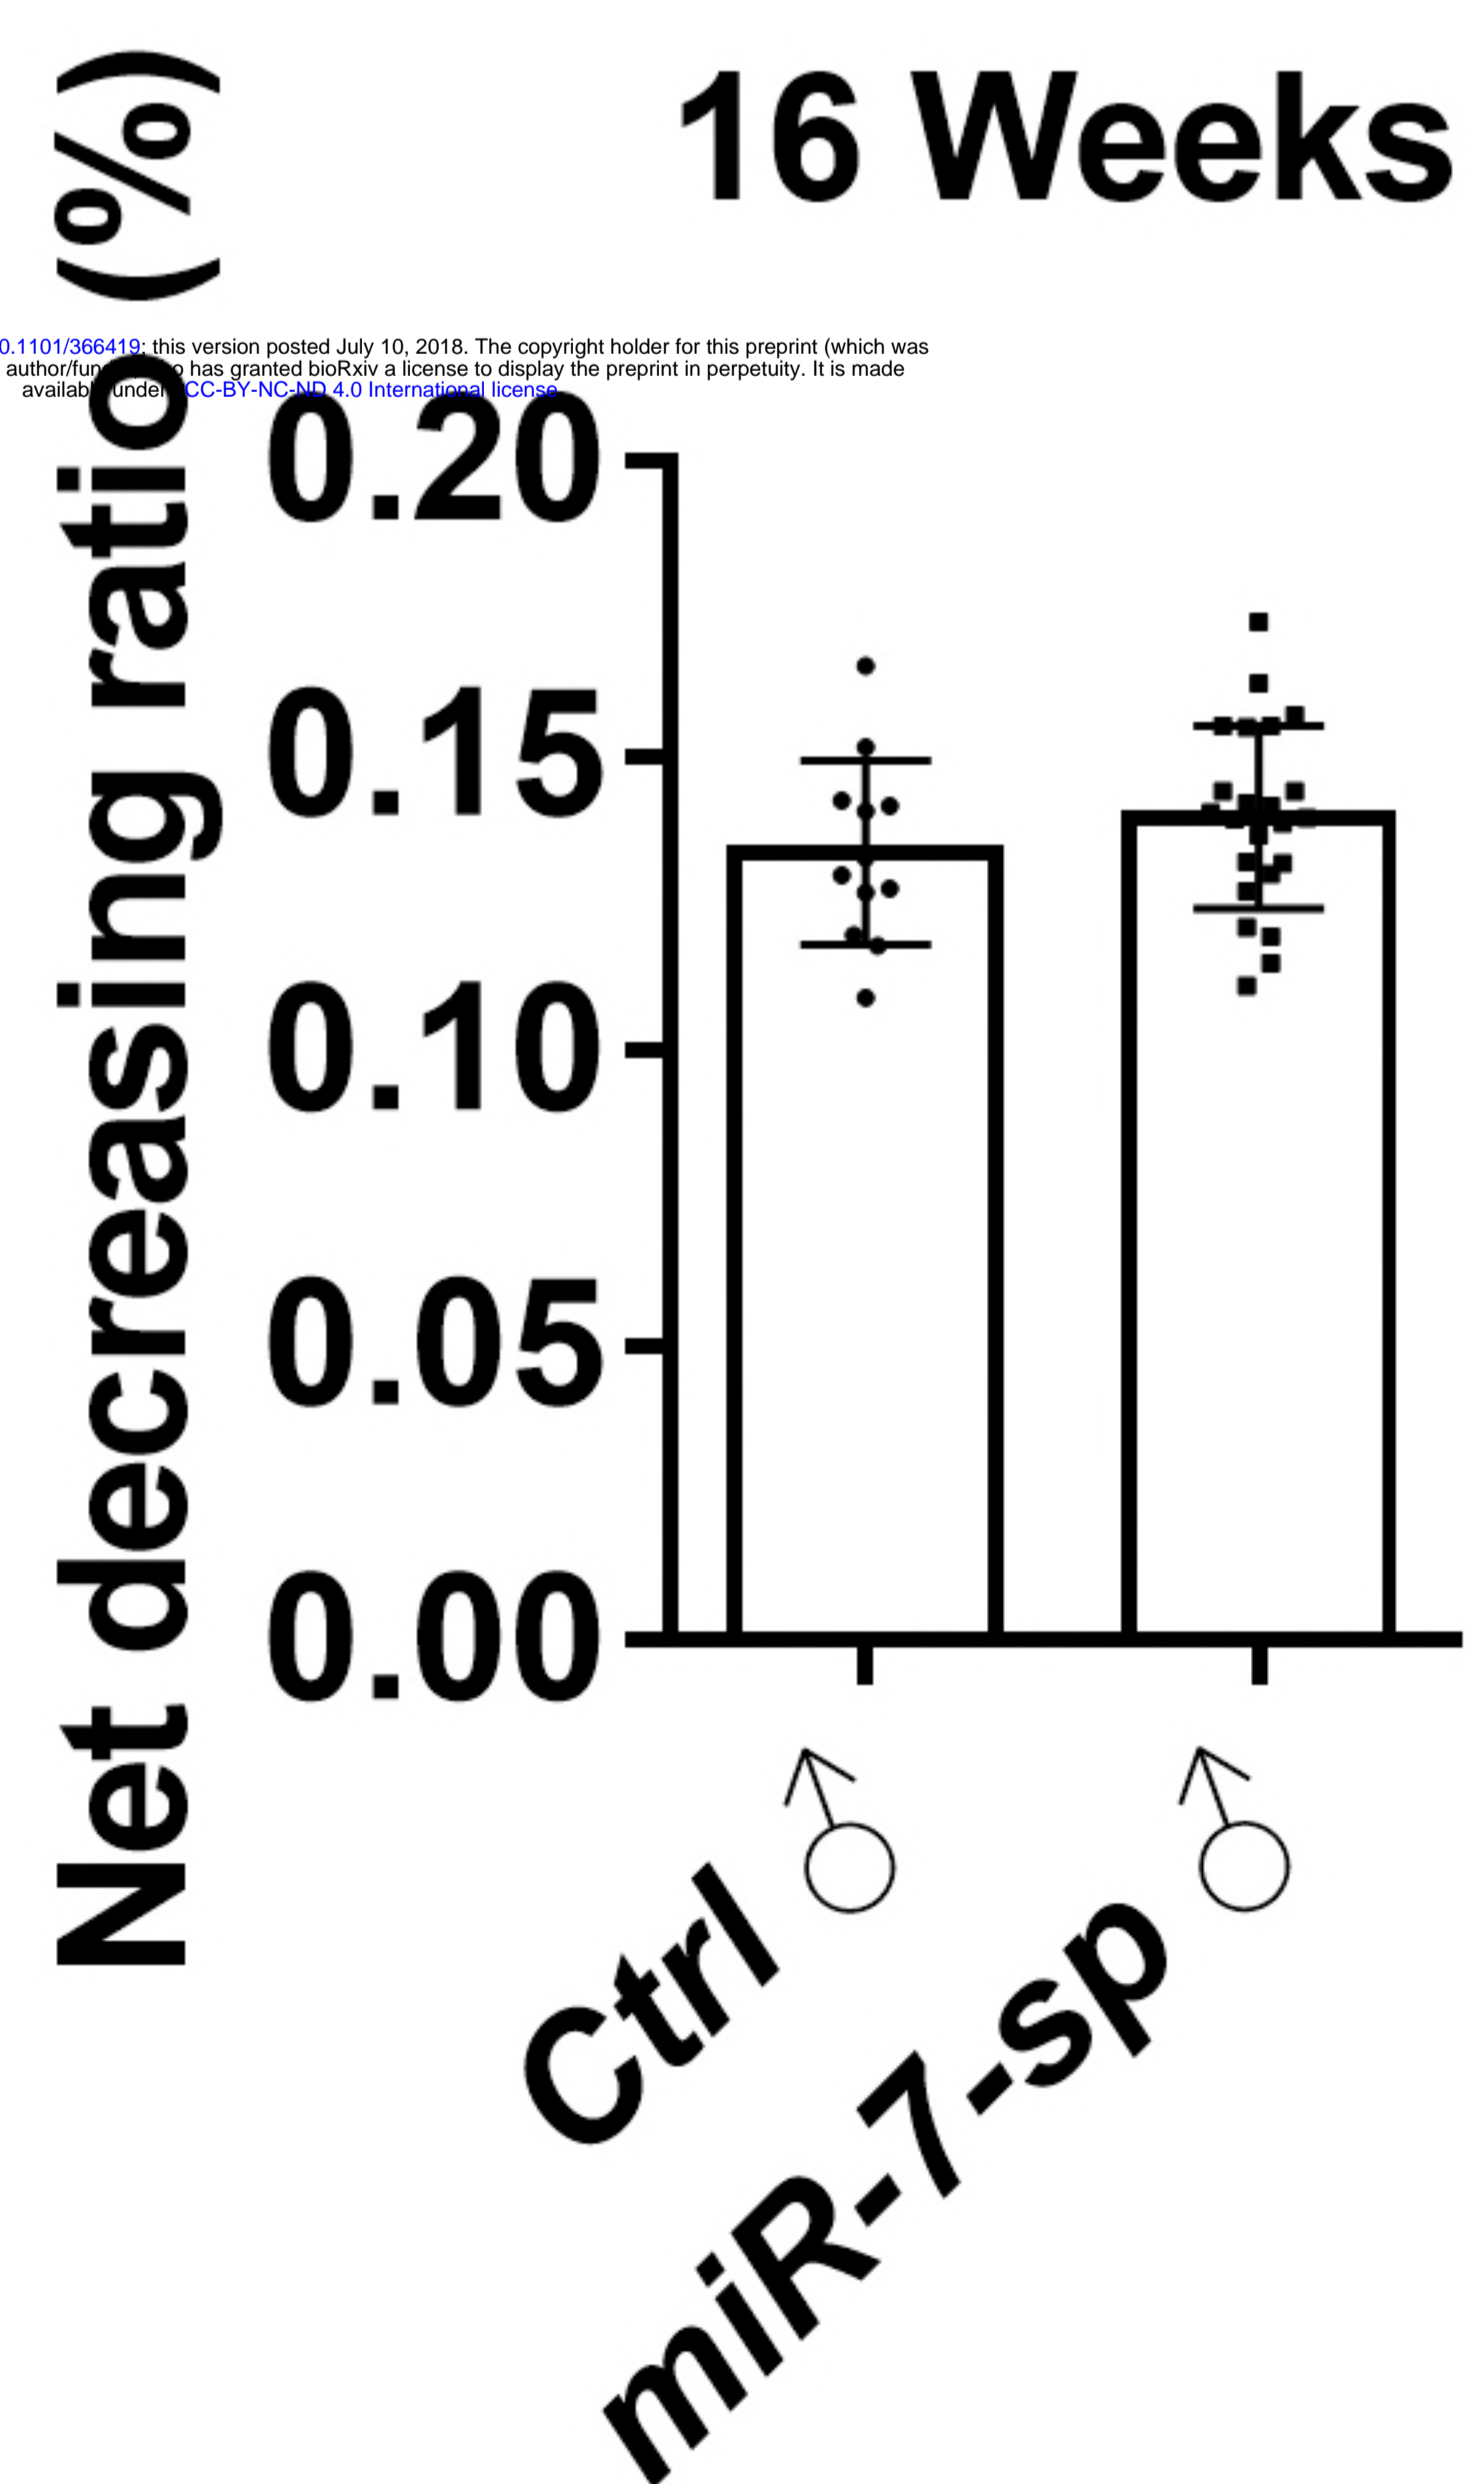 16 Weeks
Net decreasing ratio (%)
0.1101/366419; this version posted July 10, 2018. The copyright holder for this preprint (which was
has granted bioRxiv a license to display the preprint in perpetuity. It is made
under CC-BY-NC-ND 4.0 International license
0.20
0.15
0.10
0.05
0.00
Ctrl ♂
miR-7-sp ♂